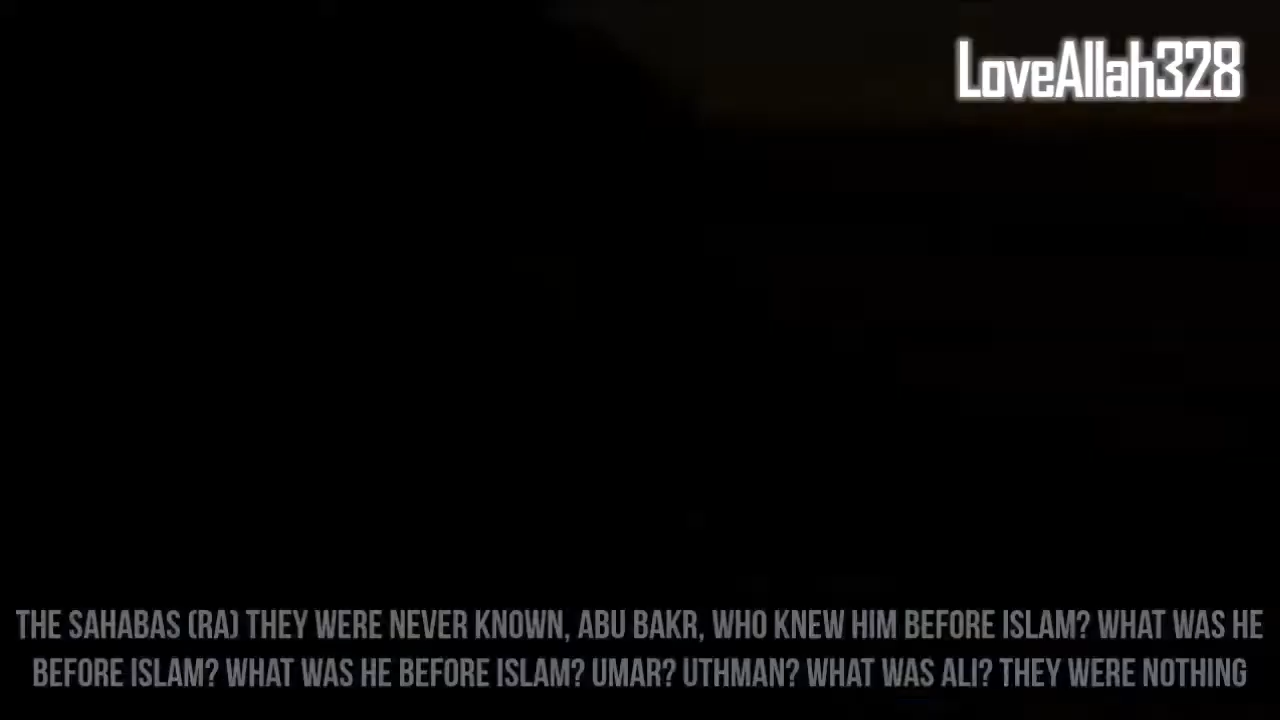 LoveAllah328
THE SAHABAS (RA) THEY WERE NEVER KNOWN, ABU BAKR, WHO KNEW HIM BEFORE ISLAM? WHAT WAS HE
BEFORE ISLAM? WHAT WAS HE BEFORE ISLAM? UMAR? UTHMAN? WHAT WAS ALI? THEY WERE NOTHING